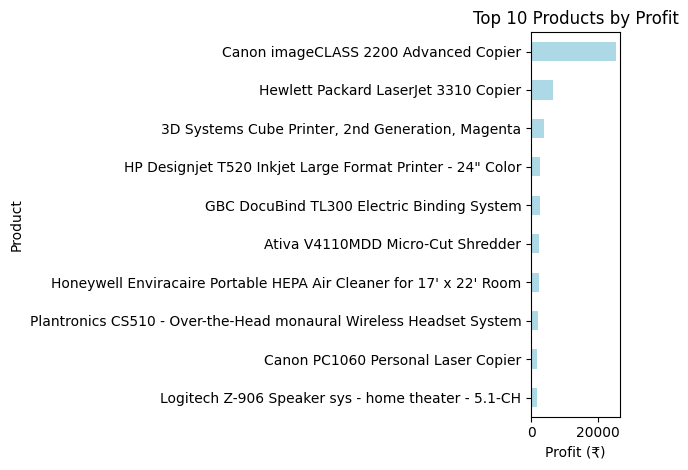 Top 10 Products by Profit
Canon imageCLASS 2200 Advanced Copier
Hewlett Packard LaserJet 3310 Copier
3D Systems Cube Printer, 2nd Generation, Magenta
HP Designjet T520 Inkjet Large Format Printer - 24" Color
GBC DocuBind TL300 Electric Binding System
Ativa V4110MDD Micro-Cut Shredder
Honeywell Enviracaire Portable HEPA Air Cleaner for 17' x 22' Room
Plantronics CS510 - Over-the-Head monaural Wireless Headset System
Canon PC1060 Personal Laser Copier
Logitech Z-906 Speaker sys - home theater - 5.1-CH
Product
0 20000
Profit (₹)